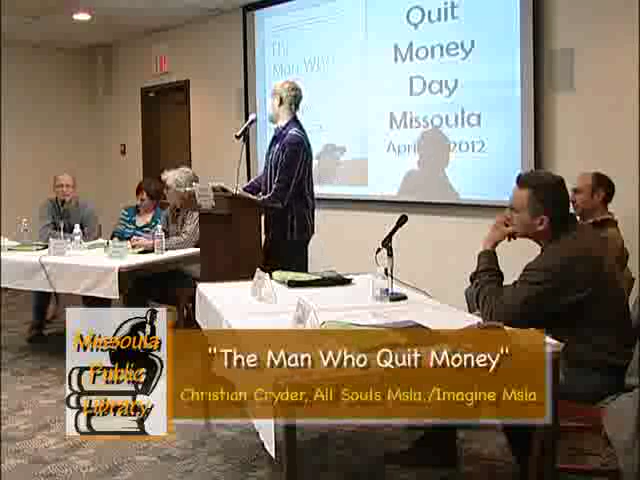 The
Man Who
Quit
Money
Day
Missoula
2012
Missoula
Public
Library
"The Man Who Quit Money"
Christian Cryder, All Souls Msla./Imagine Msla